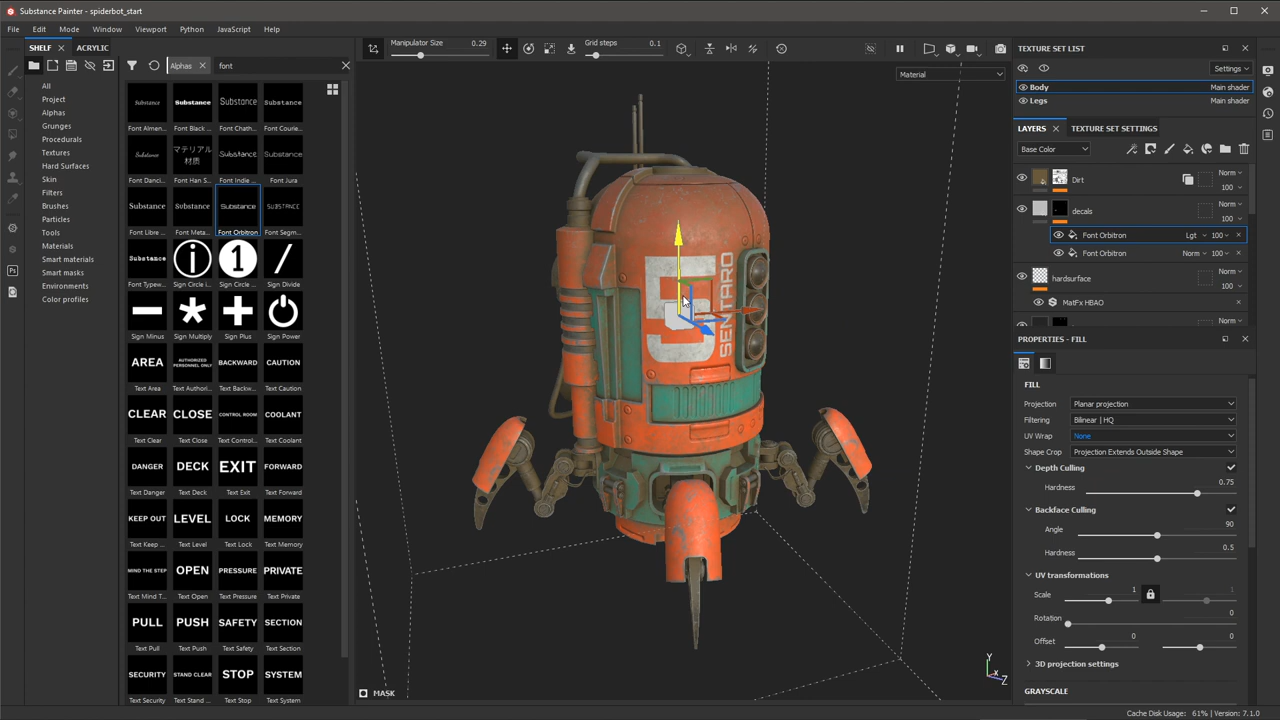 Substance Painter - spiderbot_start
File Edit Mode Window Viewport Python JavaScript Help
SHELF ACRYLIC
Manipulator Size 0.29
Grid steps 0.1
TEXTURE SET LIST
Settings
Body Main shader
Legs Main shader
Material
Alphas font
All
Project
Alphas
Grunges
Procedurals
Textures
Hard Surfaces
Skin
Filters
Brushes
Particles
Tools
Materials
Smart materials
Smart masks
Environments
Color profiles
Substance Substance Substance Substance
Font Almen... Font Black ... Font Chath... Font Courie...
Substance マテリアル材質 Substance Substance
Font Danci... Font Han S... Font Indie ... Font Jura
Substance Substance Substance SUBSTANCE
Font Libre ... Font Meta... Font Orbitron Font Segm...
Substance i 1 /
Font Typew... Sign Circle i Sign Circle ... Sign Divide
Sign Minus Sign Multiply Sign Plus Sign Power
AREA AUTHORIZED PERSONNEL ONLY BACKWARD CAUTION
Text Area Text Authori... Text Backw... Text Caution
CLEAR CLOSE CONTROL ROOM COOLANT
Text Clear Text Close Text Control... Text Coolant
DANGER DECK EXIT FORWARD
Text Danger Text Deck Text Exit Text Forward
KEEP OUT LEVEL LOCK MEMORY
Text Keep ... Text Level Text Lock Text Memory
MIND THE STEP OPEN PRESSURE PRIVATE
Text Mind T... Text Open Text Pressure Text Private
PULL PUSH SAFETY SECTION
Text Pull Text Push Text Safety Text Section
SECURITY STAND CLEAR STOP SYSTEM
Text Security Text Stand ... Text Stop Text System
5
SENTARO
MASK
Y
X
Z
LAYERS TEXTURE SET SETTINGS
Base Color
Dirt Norm 100
decals Norm 100
Font Orbitron Lgt 100
Font Orbitron Norm 100
hardsurface Norm 100
MatFx HBAO
Norm
PROPERTIES - FILL
FILL
Projection Planar projection
Filtering Bilinear | HQ
UV Wrap None
Shape Crop Projection Extends Outside Shape
Depth Culling
Hardness 0.75
Backface Culling
Angle 90
Hardness 0.5
UV transformations
Scale 1 1
Rotation 0
Offset 0 0
3D projection settings
GRAYSCALE
Cache Disk Usage: 61% | Version: 7.1.0
Ps